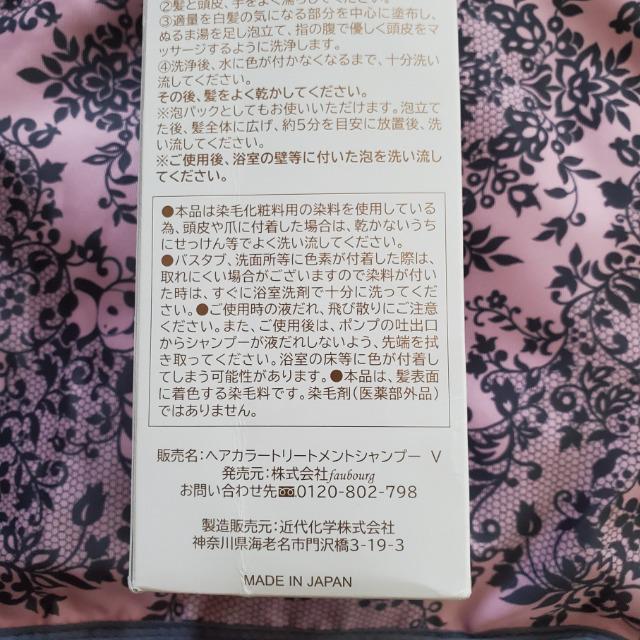 ②髪と頭皮、手をよく濡らしてください。
③適量を白髪の気になる部分を中心に塗布し、
ぬるま湯を足し泡立て、指の腹で優しく頭皮を
マッサージするように洗浄します。
④洗浄後、水に色が付かなくなるまで、十分洗い
流してください。
その後、髪をよく乾かしてください。
※泡パックとしてもお使いいただけます。泡立て
た後、髪全体に広げ、約5分を目安に放置後、洗
い流してください。
※ご使用後、浴室の壁等に付いた泡を洗い流し
てください。
●本品は染毛化粧料用の染料を使用している
為、頭皮や爪に付着した場合は、乾かないうち
にせっけん等でよく洗い流してください。
●バスタブ、洗面所等に色素が付着した際は、
取れにくい場合がございますので染料が付い
た時は、すぐに浴室洗剤で十分に洗ってくだ
さい。●ご使用時の液だれ、飛び散りにご注意
ください。また、ご使用後は、ポンプの吐出口
からシャンプーが液だれしないよう、先端を拭
き取ってください。浴室の床等に色が付着し
てしまう可能性があります。●本品は、髪表面
に着色する染毛料です。染毛剤（医薬部外品）
ではありません。
販売名:ヘアカラートリートメントシャンプー V
発売元:株式会社faubourg
お問い合わせ先 0120-802-798
製造販売元:近代化学株式会社
神奈川県海老名市門沢橋3-19-3
MADE IN JAPAN